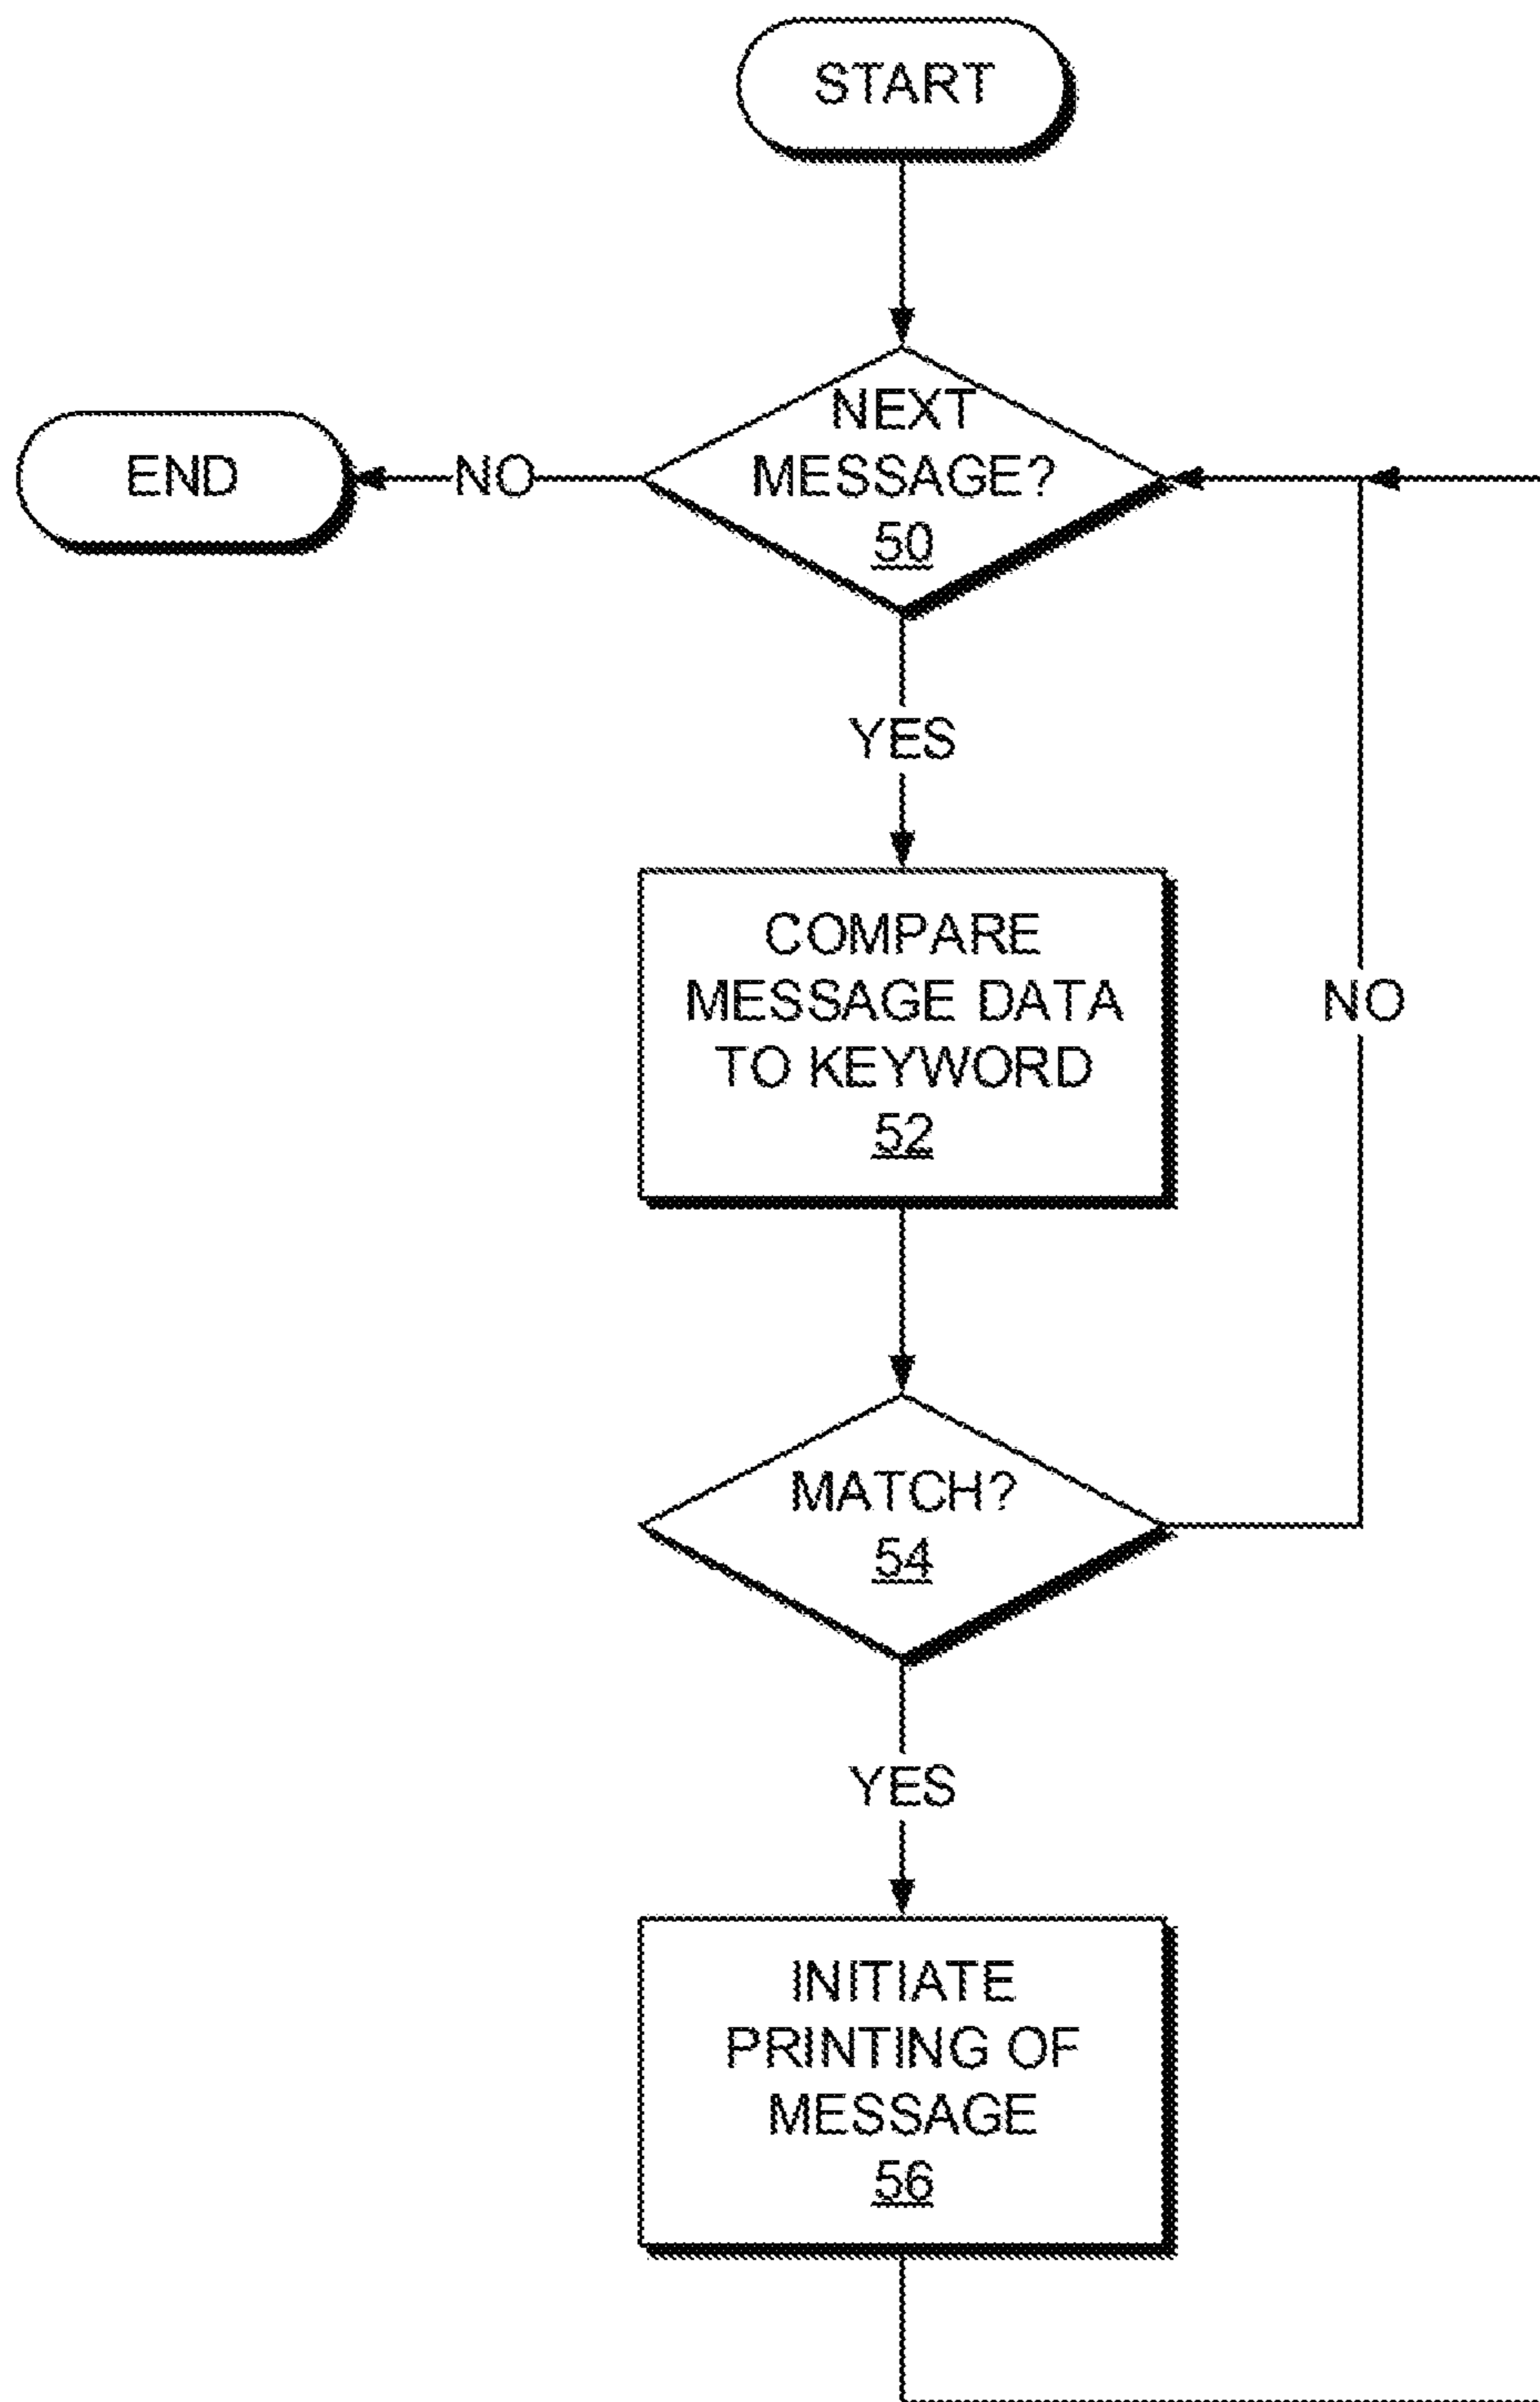 START
NEXT
MESSAGE?
50
END
NO
YES
COMPARE
MESSAGE DATA
TO KEYWORD
52
NO
MATCH?
54
YES
INITIATE
PRINTING OF
MESSAGE
56